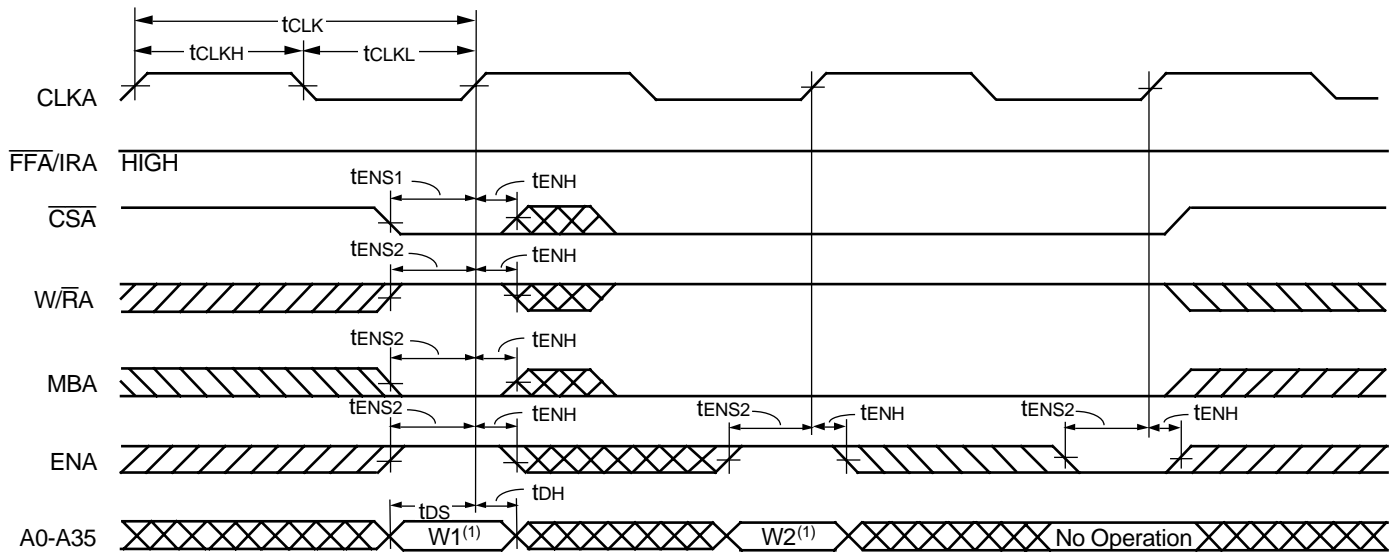 tCLK
tCLKH tCLKL
CLKA
FFA/IRA HIGH
tENS1 tENH
CSA
tENS2 tENH
W/RA
tENS2 tENH
MBA
tENS2 tENH tENS2 tENH tENS2 tENH
ENA
tDS tDH
A0-A35 W1(1) W2(1) No Operation